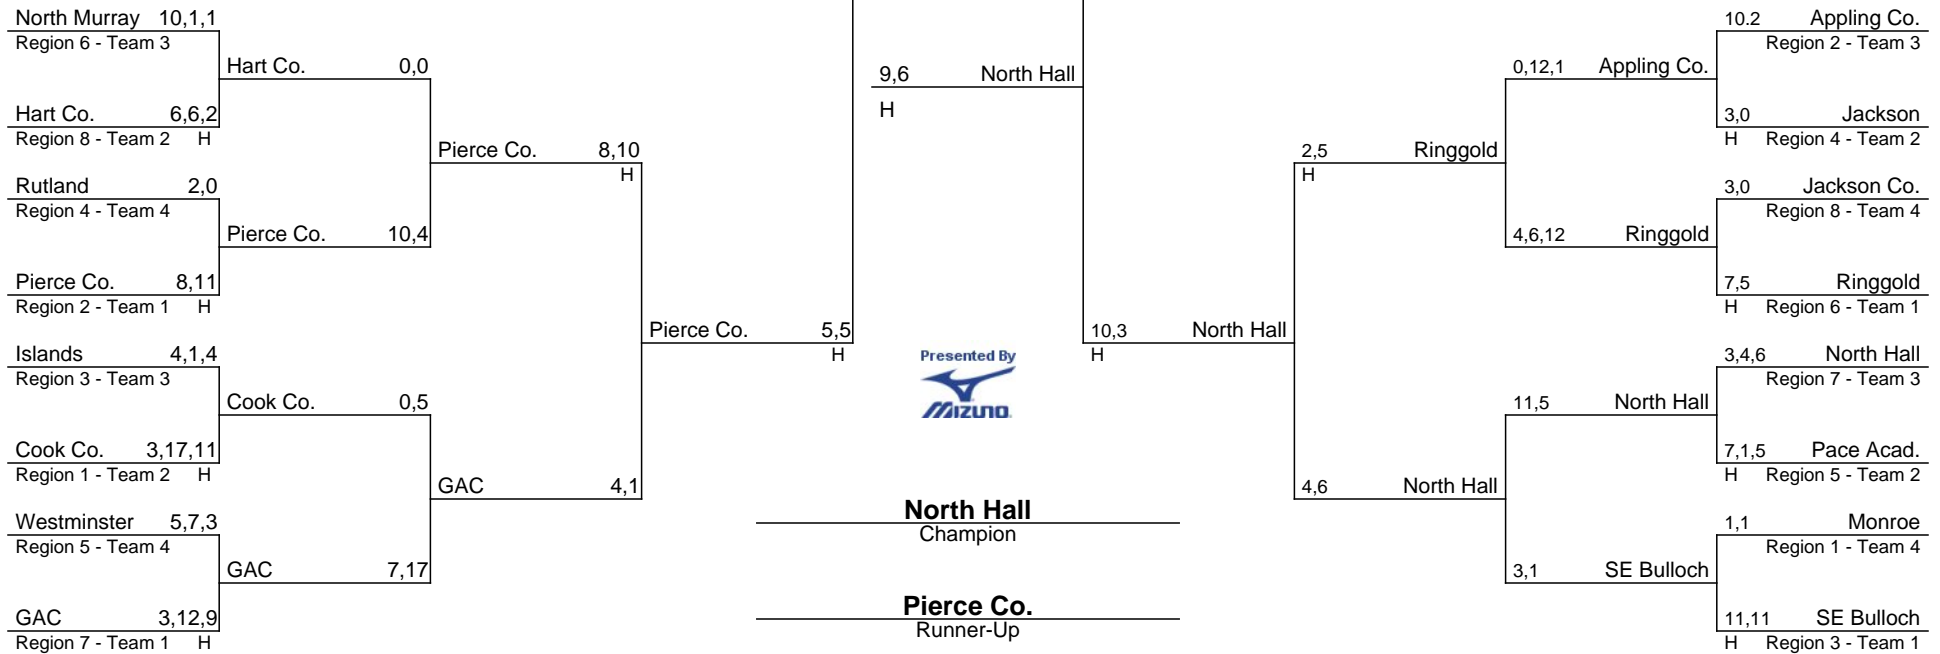 North Murray 10,1,1
Region 6 - Team 3
Hart Co. 0,0
Hart Co. 6,6,2
Region 8 - Team 2 H
Pierce Co. 8,10
H
Rutland 2,0
Region 4 - Team 4
Pierce Co. 10,4
Pierce Co. 8,11
Region 2 - Team 1 H
Pierce Co. 5,5
H
Islands 4,1,4
Region 3 - Team 3
Cook Co. 0,5
Cook Co. 3,17,11
Region 1 - Team 2 H
GAC 4,1
Westminster 5,7,3
Region 5 - Team 4
GAC 7,17
GAC 3,12,9
Region 7 - Team 1 H
9,6 North Hall
H
Presented By
MIZUNO
North Hall
Champion
Pierce Co.
Runner-Up
10.2 Appling Co.
Region 2 - Team 3
0,12,1 Appling Co.
3,0 Jackson
H Region 4 - Team 2
2,5 Ringgold
H
3,0 Jackson Co.
Region 8 - Team 4
4,6,12 Ringgold
7,5 Ringgold
H Region 6 - Team 1
10,3 North Hall
H
3,4,6 North Hall
Region 7 - Team 3
11,5 North Hall
7,1,5 Pace Acad.
H Region 5 - Team 2
4,6 North Hall
1,1 Monroe
Region 1 - Team 4
3,1 SE Bulloch
11,11 SE Bulloch
H Region 3 - Team 1